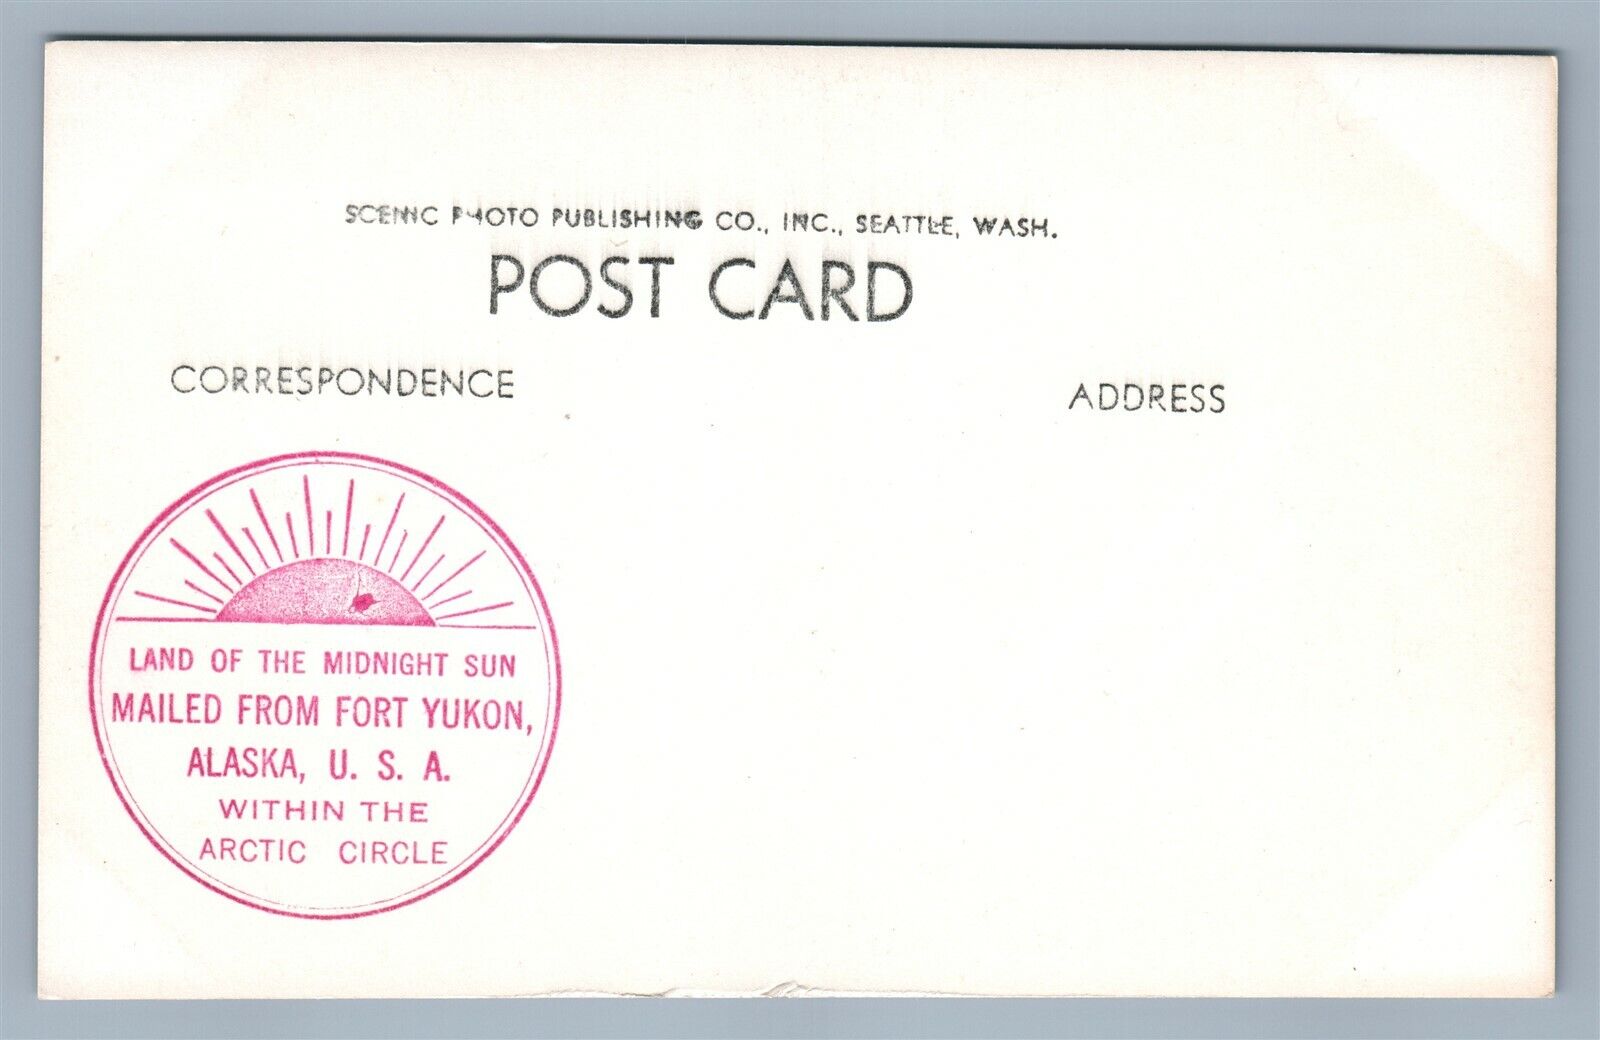 SCENIC PHOTO PUBLISHING CO., INC., SEATTLE, WASH.
POST CARD
CORRESPONDENCE
ADDRESS
LAND OF THE MIDNIGHT SUN
MAILED FROM FORT YUKON,
ALASKA, U. S. A.
WITHIN THE
ARCTIC CIRCLE